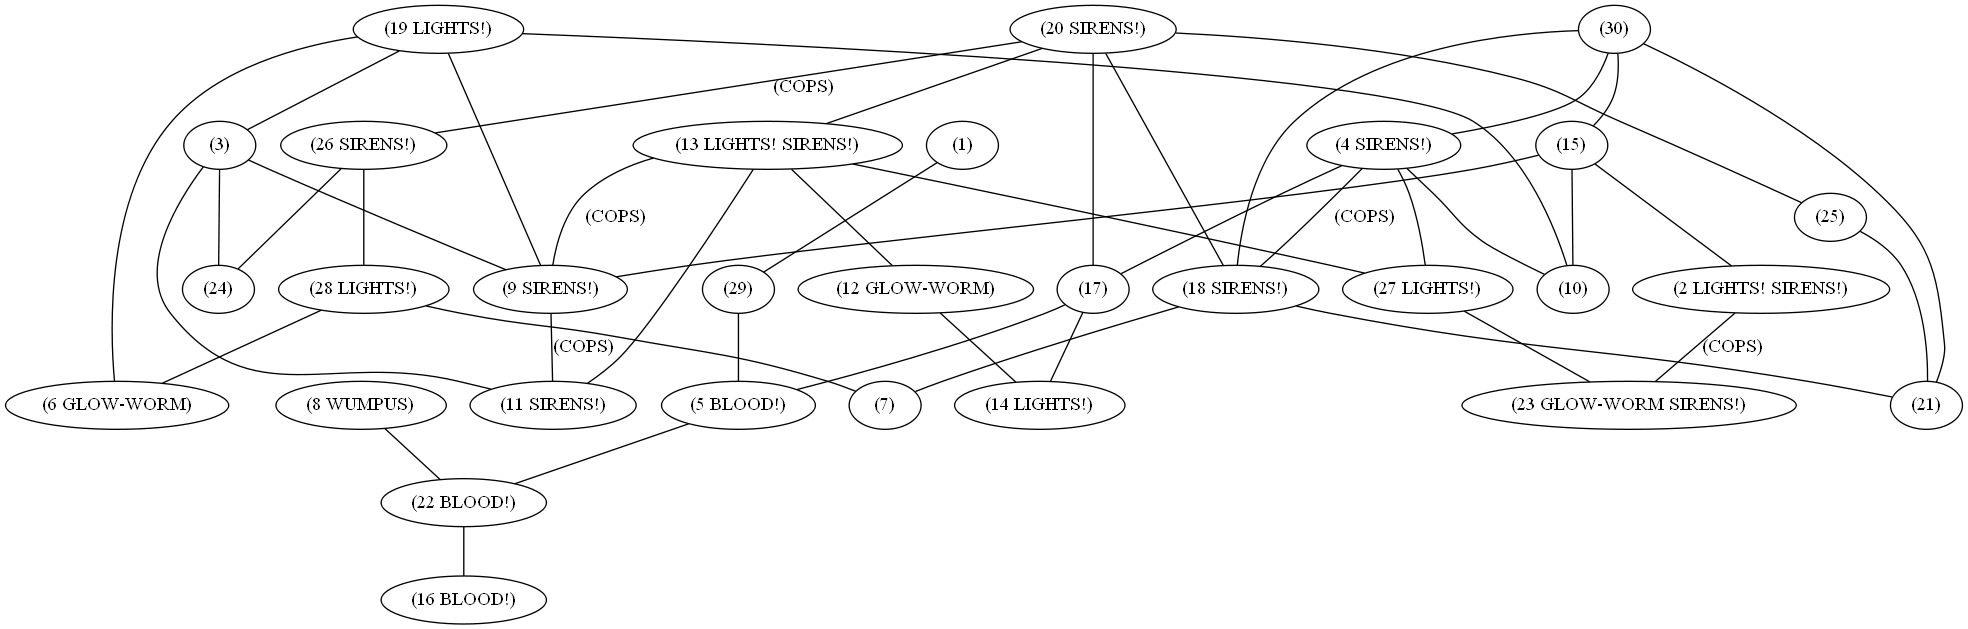 (19 LIGHTS!)
(20 SIRENS!)
(30)
(COPS)
(3)
(26 SIRENS!)
(13 LIGHTS! SIRENS!)
(1)
(4 SIRENS!)
(15)
(COPS)
(COPS)
(25)
(24)
(28 LIGHTS!)
(9 SIRENS!)
(29)
(12 GLOW-WORM)
(17)
(18 SIRENS!)
(27 LIGHTS!)
(10)
(2 LIGHTS! SIRENS!)
(COPS)
(COPS)
(6 GLOW-WORM)
(8 WUMPUS)
(11 SIRENS!)
(5 BLOOD!)
(7)
(14 LIGHTS!)
(23 GLOW-WORM SIRENS!)
(21)
(22 BLOOD!)
(16 BLOOD!)